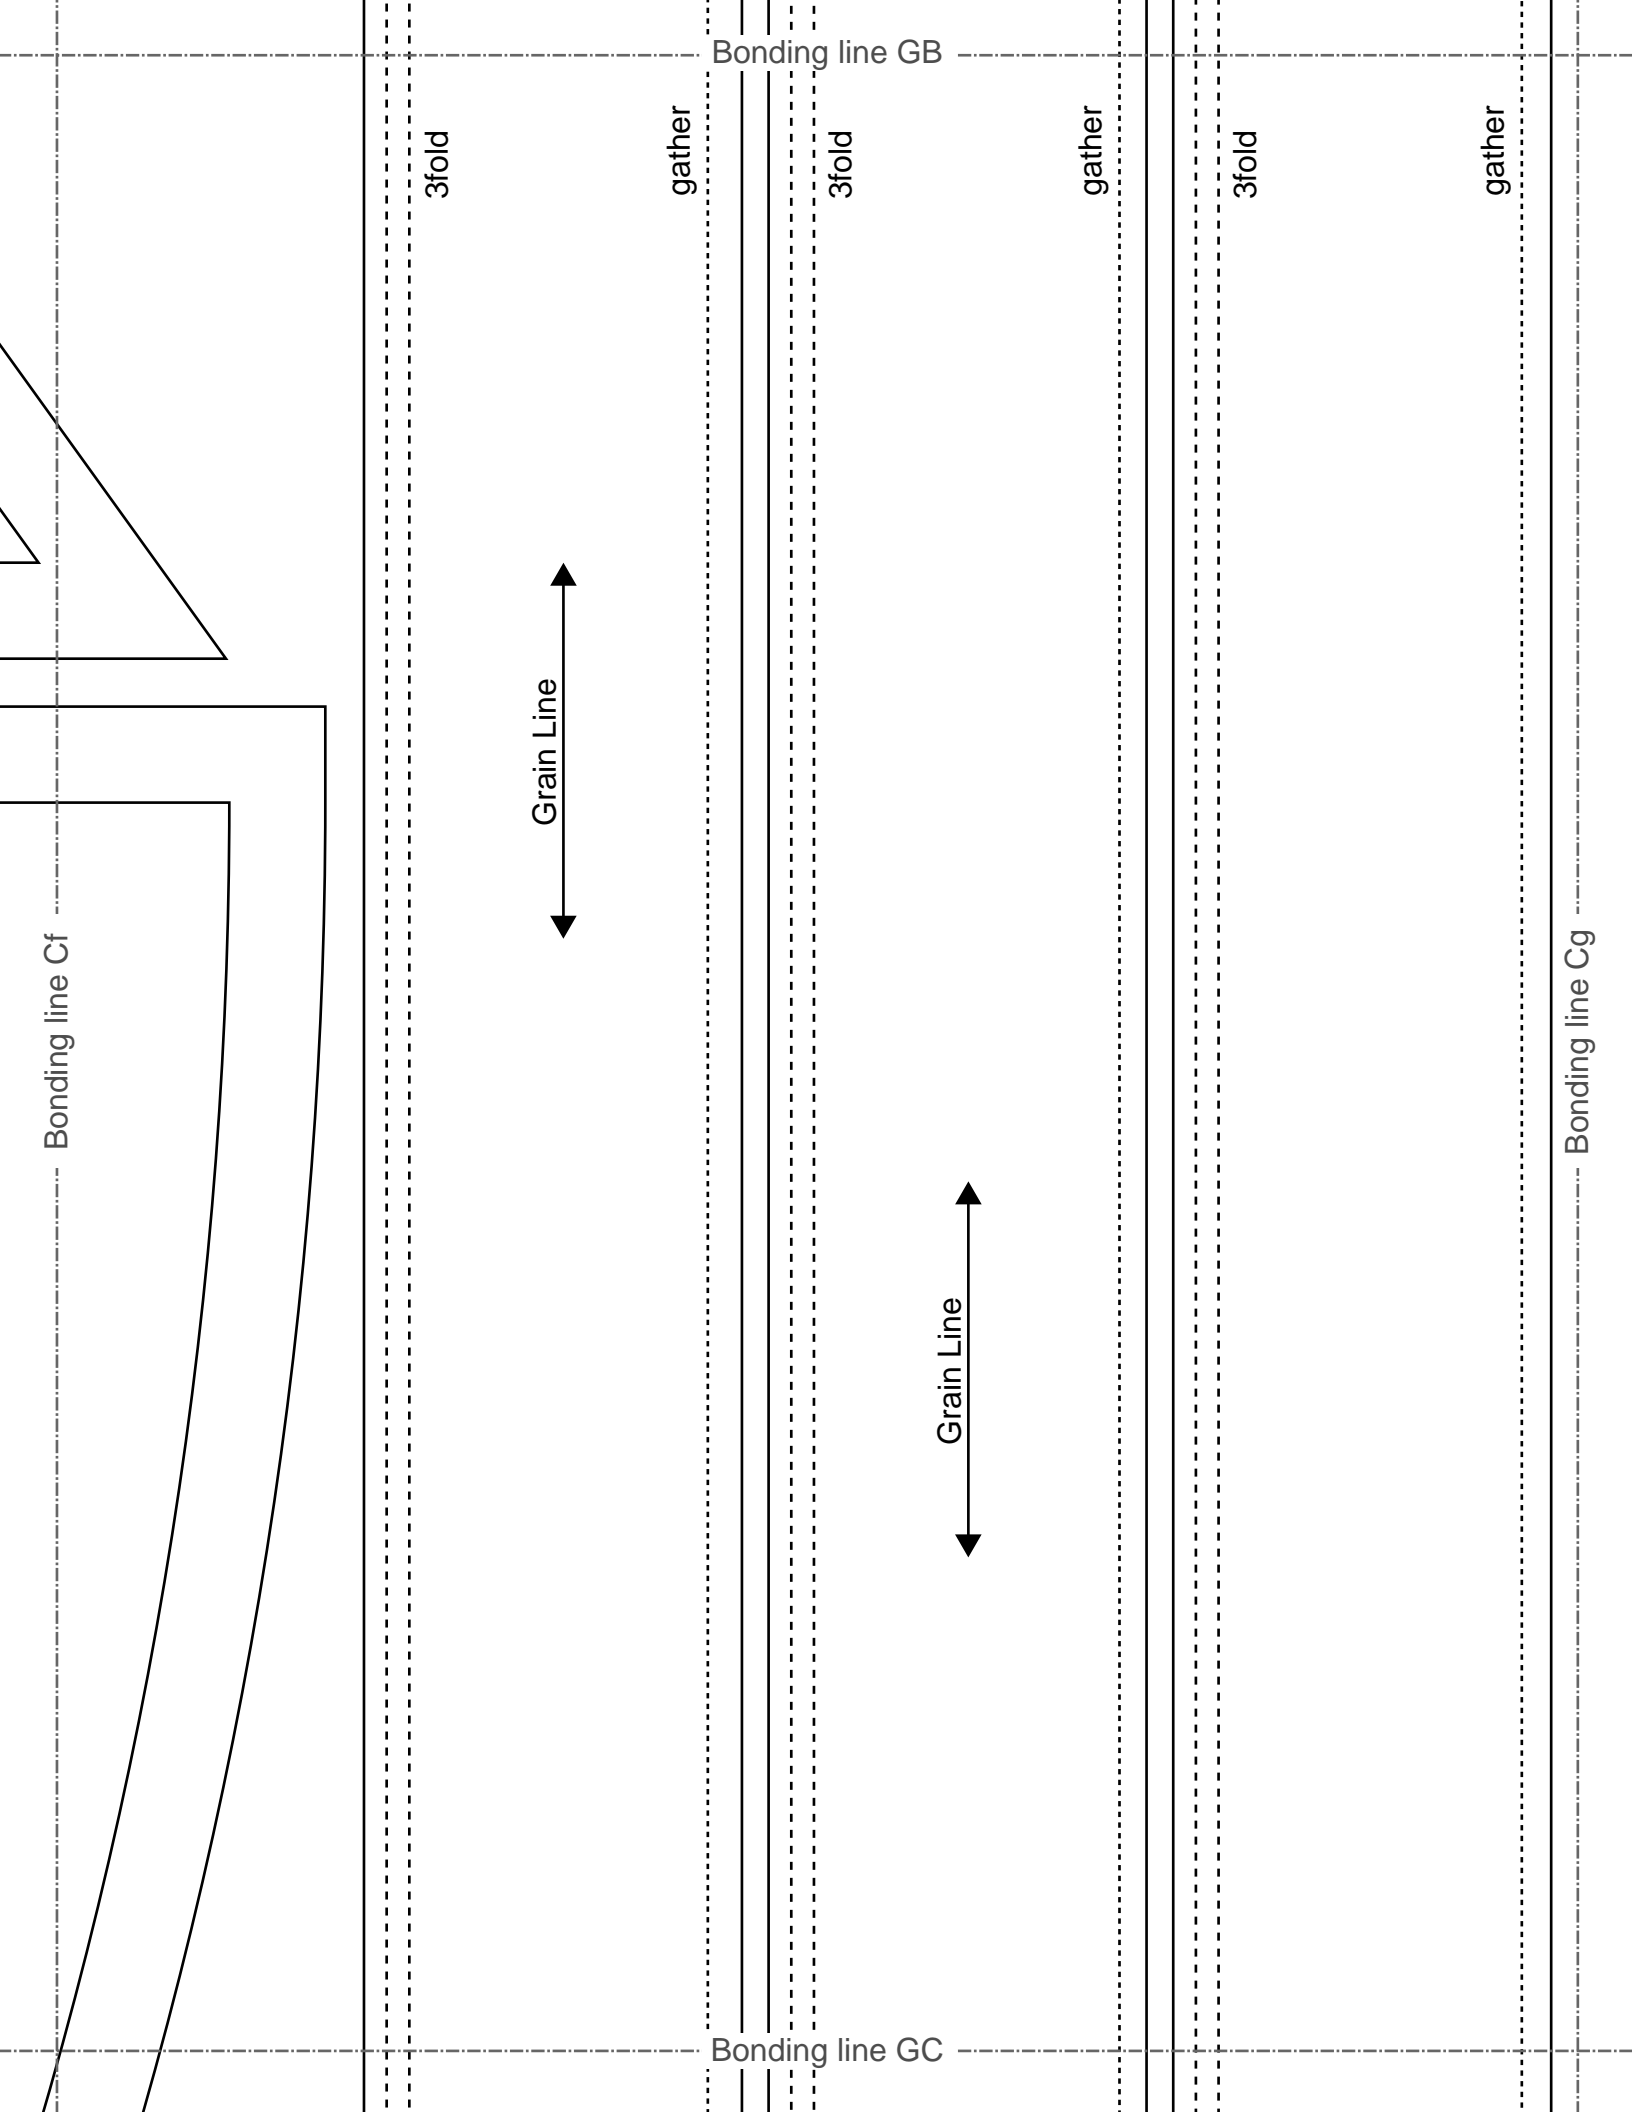 Bonding line GB
3fold
gather
3fold
gather
3fold
gather
Grain Line
Bonding line Cf
Bonding line Cg
Grain Line
Bonding line GC